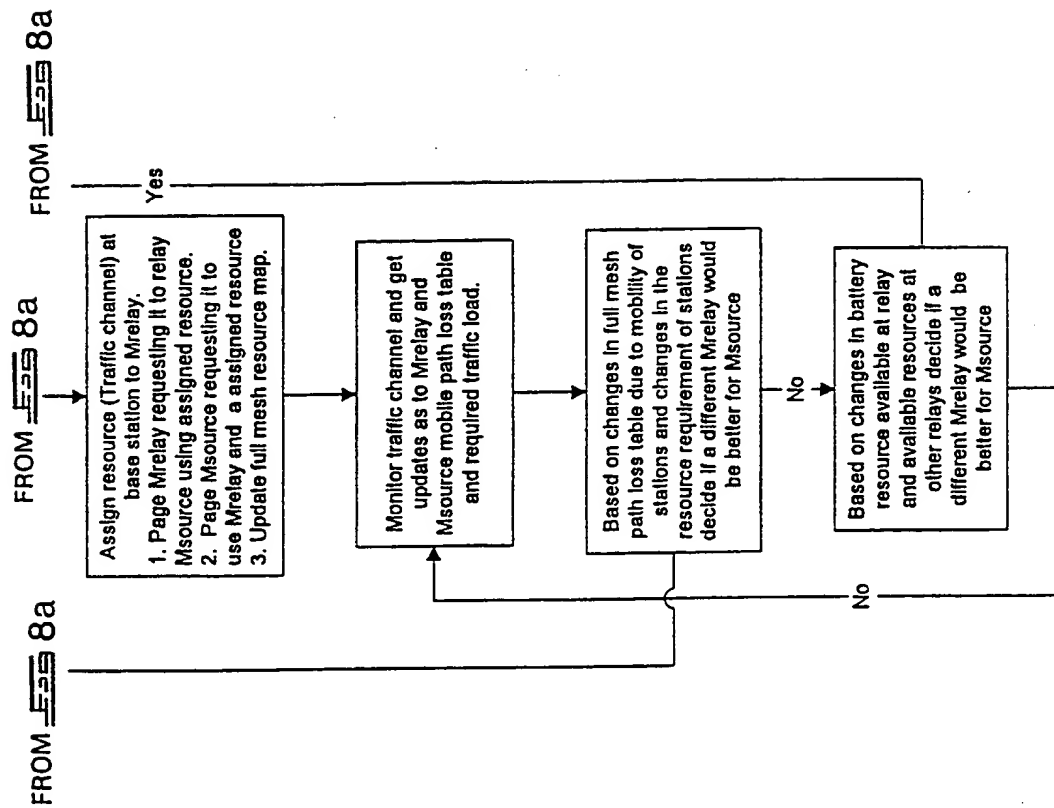 FROM Fig 8a
FROM Fig 8a
FROM Fig 8a
Assign resource (Traffic channel) at
base station to Mrelay.
1. Page Mrelay requesting it to relay
Msource using assigned resource.
2. Page Msource requesting it to
use Mrelay and a assigned resource
3. Update full mesh resource map.
Yes
Monitor traffic channel and get
updates as to Mrelay and
Msource mobile path loss table
and required traffic load.
Based on changes in full mesh
path loss table due to mobility of
stations and changes in the
resource requirement of stations
decide if a different Mrelay would
be better for Msource
No
Based on changes in battery
resource available at relay
and available resources at
other relays decide if a
different Mrelay would be
better for Msource
No